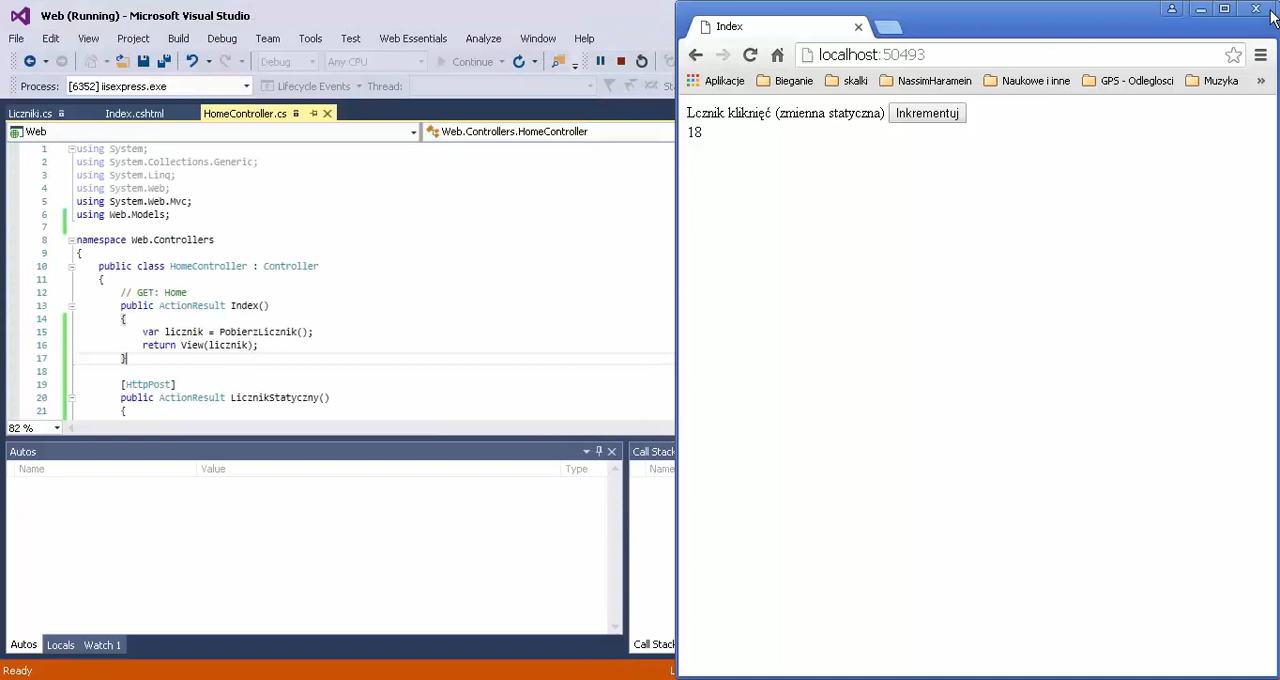 Web (Running) - Microsoft Visual Studio
File Edit View Project Build Debug Team Tools Test Web Essentials Analyze Window Help
Debug Any CPU Continue
Process: [6352] iisexpress.exe Lifecycle Events Thread:
Liczniki.cs Index.cshtml HomeController.cs
Web Web.Controllers.HomeController
1 using System;
2 using System.Collections.Generic;
3 using System.Linq;
4 using System.Web;
5 using System.Web.Mvc;
6 using Web.Models;
7
8 namespace Web.Controllers
9 {
10 public class HomeController : Controller
11 {
12 // GET: Home
13 public ActionResult Index()
14 {
15 var licznik = PobierzLicznik();
16 return View(licznik);
17 }
18
19 [HttpPost]
20 public ActionResult LicznikStatyczny()
21 {
82 %
Autos
Name Value Type
Autos Locals Watch 1
Call Stack
Name
Call Stack
Ready
Index
localhost:50493
Aplikacje Bieganie skalki NassimHaramein Naukowe i inne GPS - Odleglosci Muzyka »
Lcznik kliknięć (zmienna statyczna) Inkrementuj
18